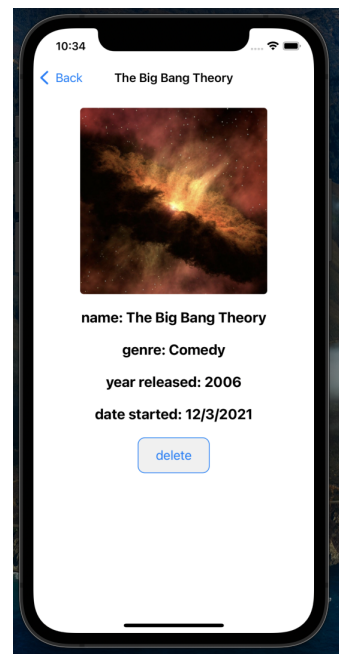 10:34
Back
The Big Bang Theory
name: The Big Bang Theory
genre: Comedy
year released: 2006
date started: 12/3/2021
delete